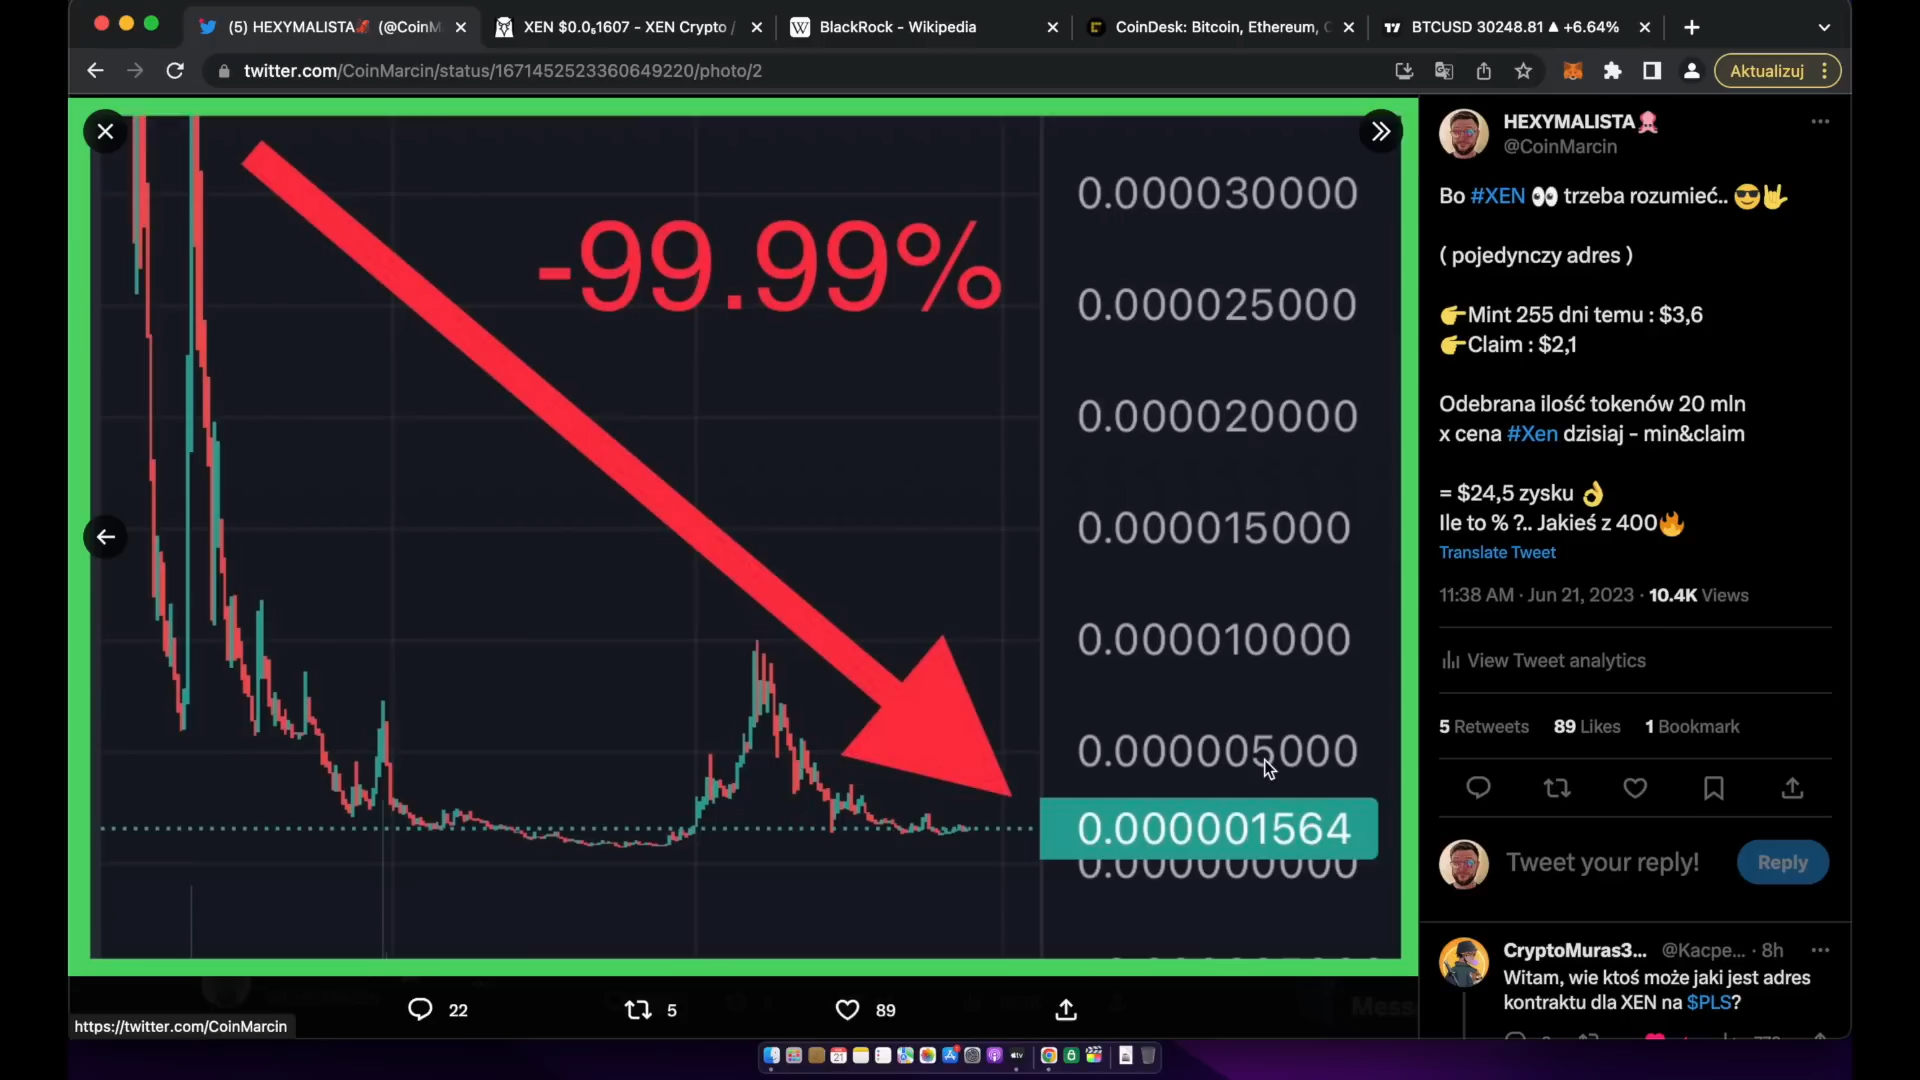 (5) HEXYMALISTA (@CoinM
XEN $0.0₅1607 - XEN Crypto /
BlackRock - Wikipedia
CoinDesk: Bitcoin, Ethereum, C
BTCUSD 30248.81 ▲ +6.64%
twitter.com/CoinMarcin/status/1671452523360649220/photo/2
Aktualizuj
-99.99%
0.000030000
0.000025000
0.000020000
0.000015000
0.000010000
0.000005000
0.000001564
0.000000000
HEXYMALISTA
@CoinMarcin
Bo #XEN 👀 trzeba rozumieć.. 😎🤟
( pojedynczy adres )
👉Mint 255 dni temu : $3,6
👉Claim : $2,1
Odebrana ilość tokenów 20 mln
x cena #Xen dzisiaj - min&claim
= $24,5 zysku 👌
Ile to % ?.. Jakieś z 400🔥
Translate Tweet
11:38 AM · Jun 21, 2023 · 10.4K Views
View Tweet analytics
5 Retweets 89 Likes 1 Bookmark
Tweet your reply!
Reply
CryptoMuras3... @Kacpe... · 8h
Witam, wie ktoś może jaki jest adres
kontraktu dla XEN na $PLS?
22
5
89
https://twitter.com/CoinMarcin